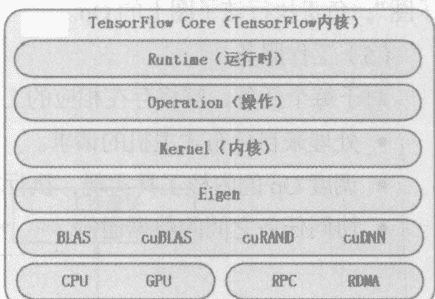 TensorFlow Core（TensorFlow内核）
Runtime（运行时）
Operation（操作）
Kernel（内核）
Eigen
BLAS cuBLAS cuRAND cuDNN
CPU GPU RPC RDMA